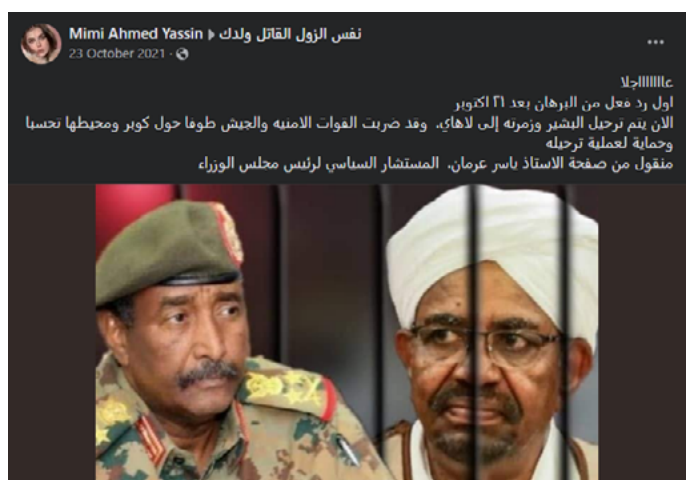 Mimi Ahmed Yassin ▸ نفس الزول القاتل ولدك
23 October 2021 ·
عاااااااجلا
اول رد فعل من البرهان بعد ٢١ اكتوبر
الان يتم ترحيل البشير وزمرته إلى لاهاي، وقد ضربت القوات الامنيه والجيش طوفا حول كوبر ومحيطها تحسبا
وحماية لعملية ترحيله
منقول من صفحة الاستاذ ياسر عرمان، المستشار السياسي لرئيس مجلس الوزراء